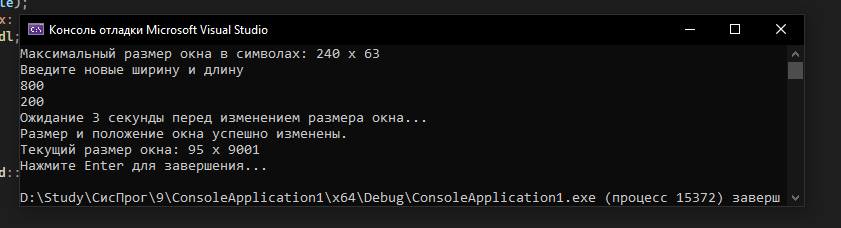 le);
x:
dl;
Консоль отладки Microsoft Visual Studio
Максимальный размер окна в символах: 240 x 63
Введите новые ширину и длину
800
200
Ожидание 3 секунды перед изменением размера окна...
Размер и положение окна успешно изменены.
Текущий размер окна: 95 x 9001
Нажмите Enter для завершения...
d::
D:\Study\СисПрог\9\ConsoleApplication1\x64\Debug\ConsoleApplication1.exe (процесс 15372) заверш